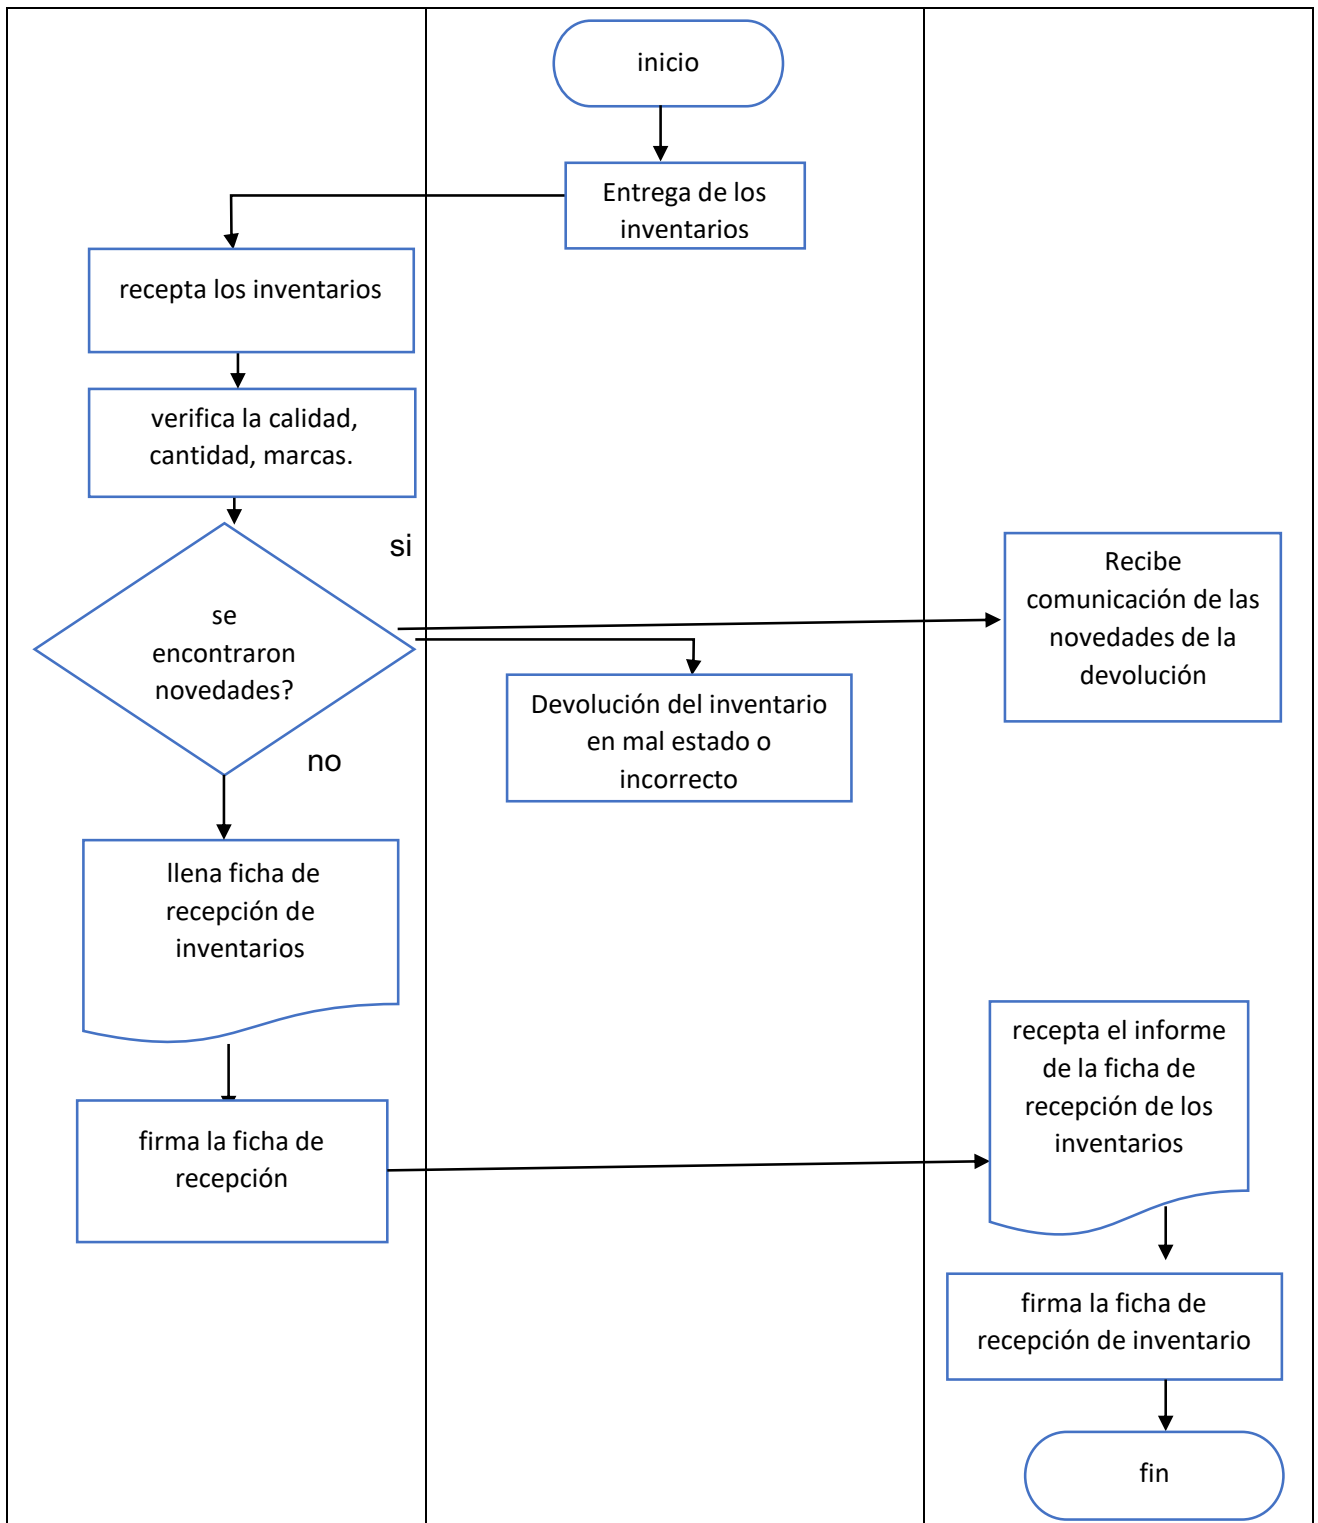 inicio
Entrega de los
inventarios
recepta los inventarios
verifica la calidad,
cantidad, marcas.
si
se
encontraron
novedades?
Recibe
comunicación de las
novedades de la
devolución
Devolución del inventario
en mal estado o
incorrecto
no
llena ficha de
recepción de
inventarios
recepta el informe
de la ficha de
recepción de los
inventarios
firma la ficha de
recepción
firma la ficha de
recepción de inventario
fin